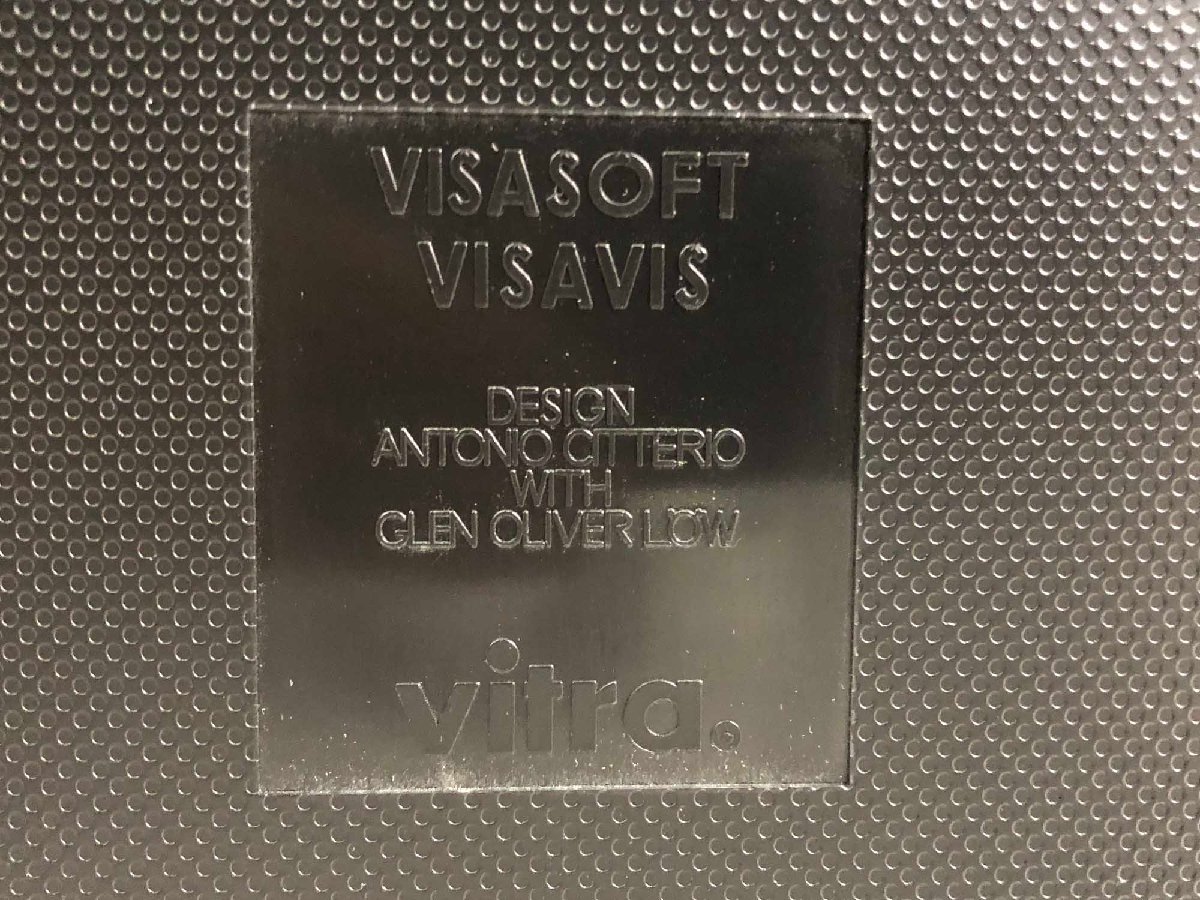 VISASOFT
VISAVIS
DESIGN
ANTONIO CITTERIO
WITH
GLEN OLIVER LÖW
vitra.